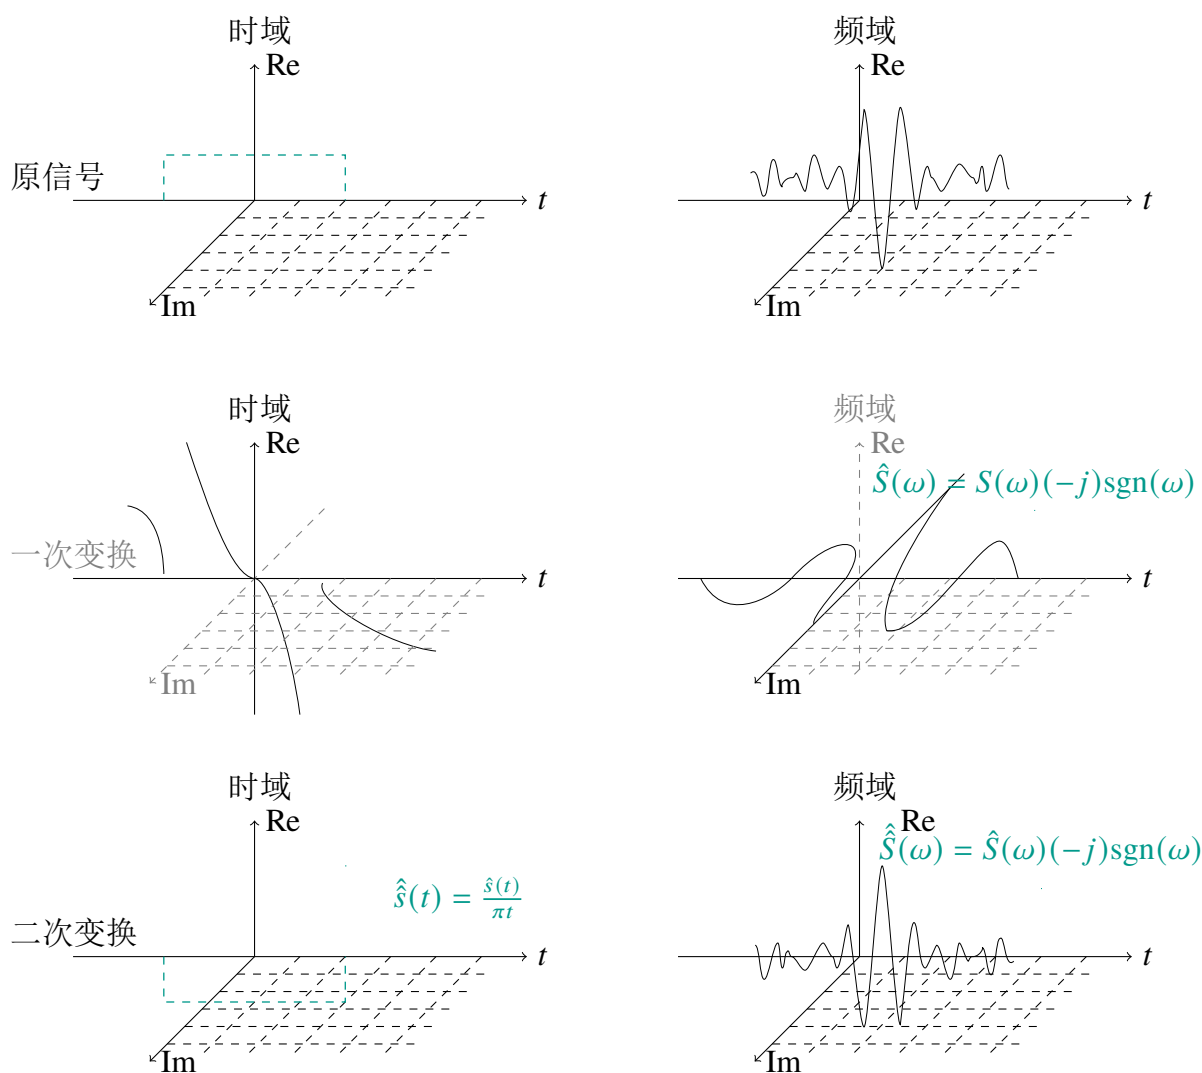 时域
频域
Re
Re
原信号
t
t
Im
Im
时域
频域
Re
Re
Ŝ(ω) = S(ω)(−j)sgn(ω)
一次变换
t
t
Im
Im
时域
频域
Re
Re
Ŝ̂(ω) = Ŝ(ω)(−j)sgn(ω)
ŝ̂(t) = ŝ(t)/πt
二次变换
t
t
Im
Im